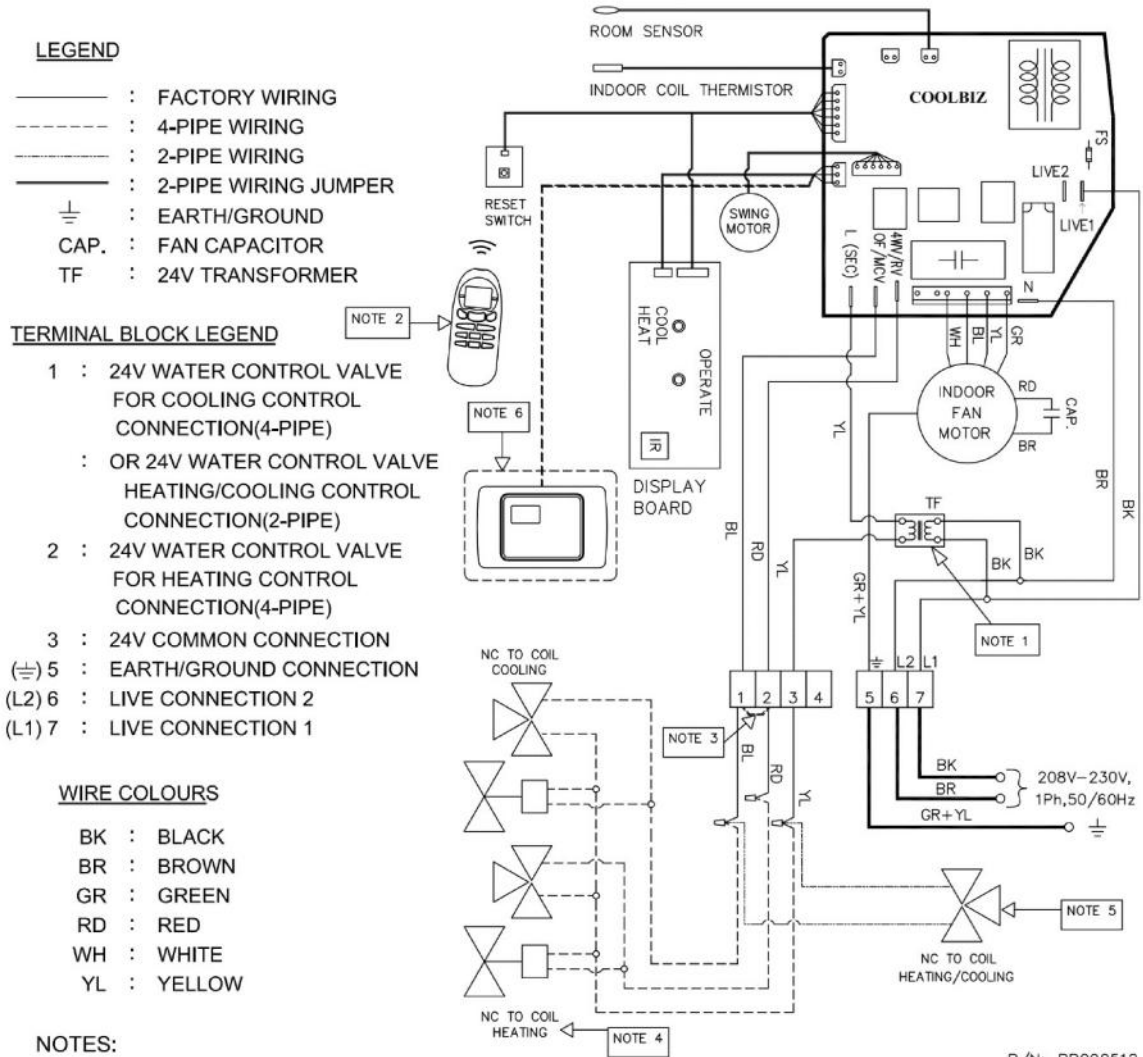 LEGEND
: FACTORY WIRING
: 4-PIPE WIRING
: 2-PIPE WIRING
: 2-PIPE WIRING JUMPER
: EARTH/GROUND
CAP. : FAN CAPACITOR
TF : 24V TRANSFORMER
TERMINAL BLOCK LEGEND
1 : 24V WATER CONTROL VALVE
FOR COOLING CONTROL
CONNECTION(4-PIPE)
: OR 24V WATER CONTROL VALVE
HEATING/COOLING CONTROL
CONNECTION(2-PIPE)
2 : 24V WATER CONTROL VALVE
FOR HEATING CONTROL
CONNECTION(4-PIPE)
3 : 24V COMMON CONNECTION
(⏚) 5 : EARTH/GROUND CONNECTION
(L2) 6 : LIVE CONNECTION 2
(L1) 7 : LIVE CONNECTION 1
WIRE COLOURS
BK : BLACK
BR : BROWN
GR : GREEN
RD : RED
WH : WHITE
YL : YELLOW
NOTES:
ROOM SENSOR
INDOOR COIL THERMISTOR
COOLBIZ
FS
LIVE2
LIVE1
RESET
SWITCH
SWING
MOTOR
L (SEC)
OF/MCV
4WV/RV
N
NOTE 2
COOL
HEAT
OPERATE
IR
DISPLAY
BOARD
WH
BL
YL
GR
INDOOR
FAN
MOTOR
RD
BR
CAP.
NOTE 6
YL
BR
BK
TF
BL
RD
YL
GR+YL
BK
BK
NOTE 1
NC TO COIL
COOLING
L2 L1
1 2 3 4
5 6 7
NOTE 3
BL
RD
YL
BK
BR
GR+YL
208V-230V,
1Ph,50/60Hz
NOTE 5
NC TO COIL
HEATING/COOLING
NC TO COIL
HEATING
NOTE 4